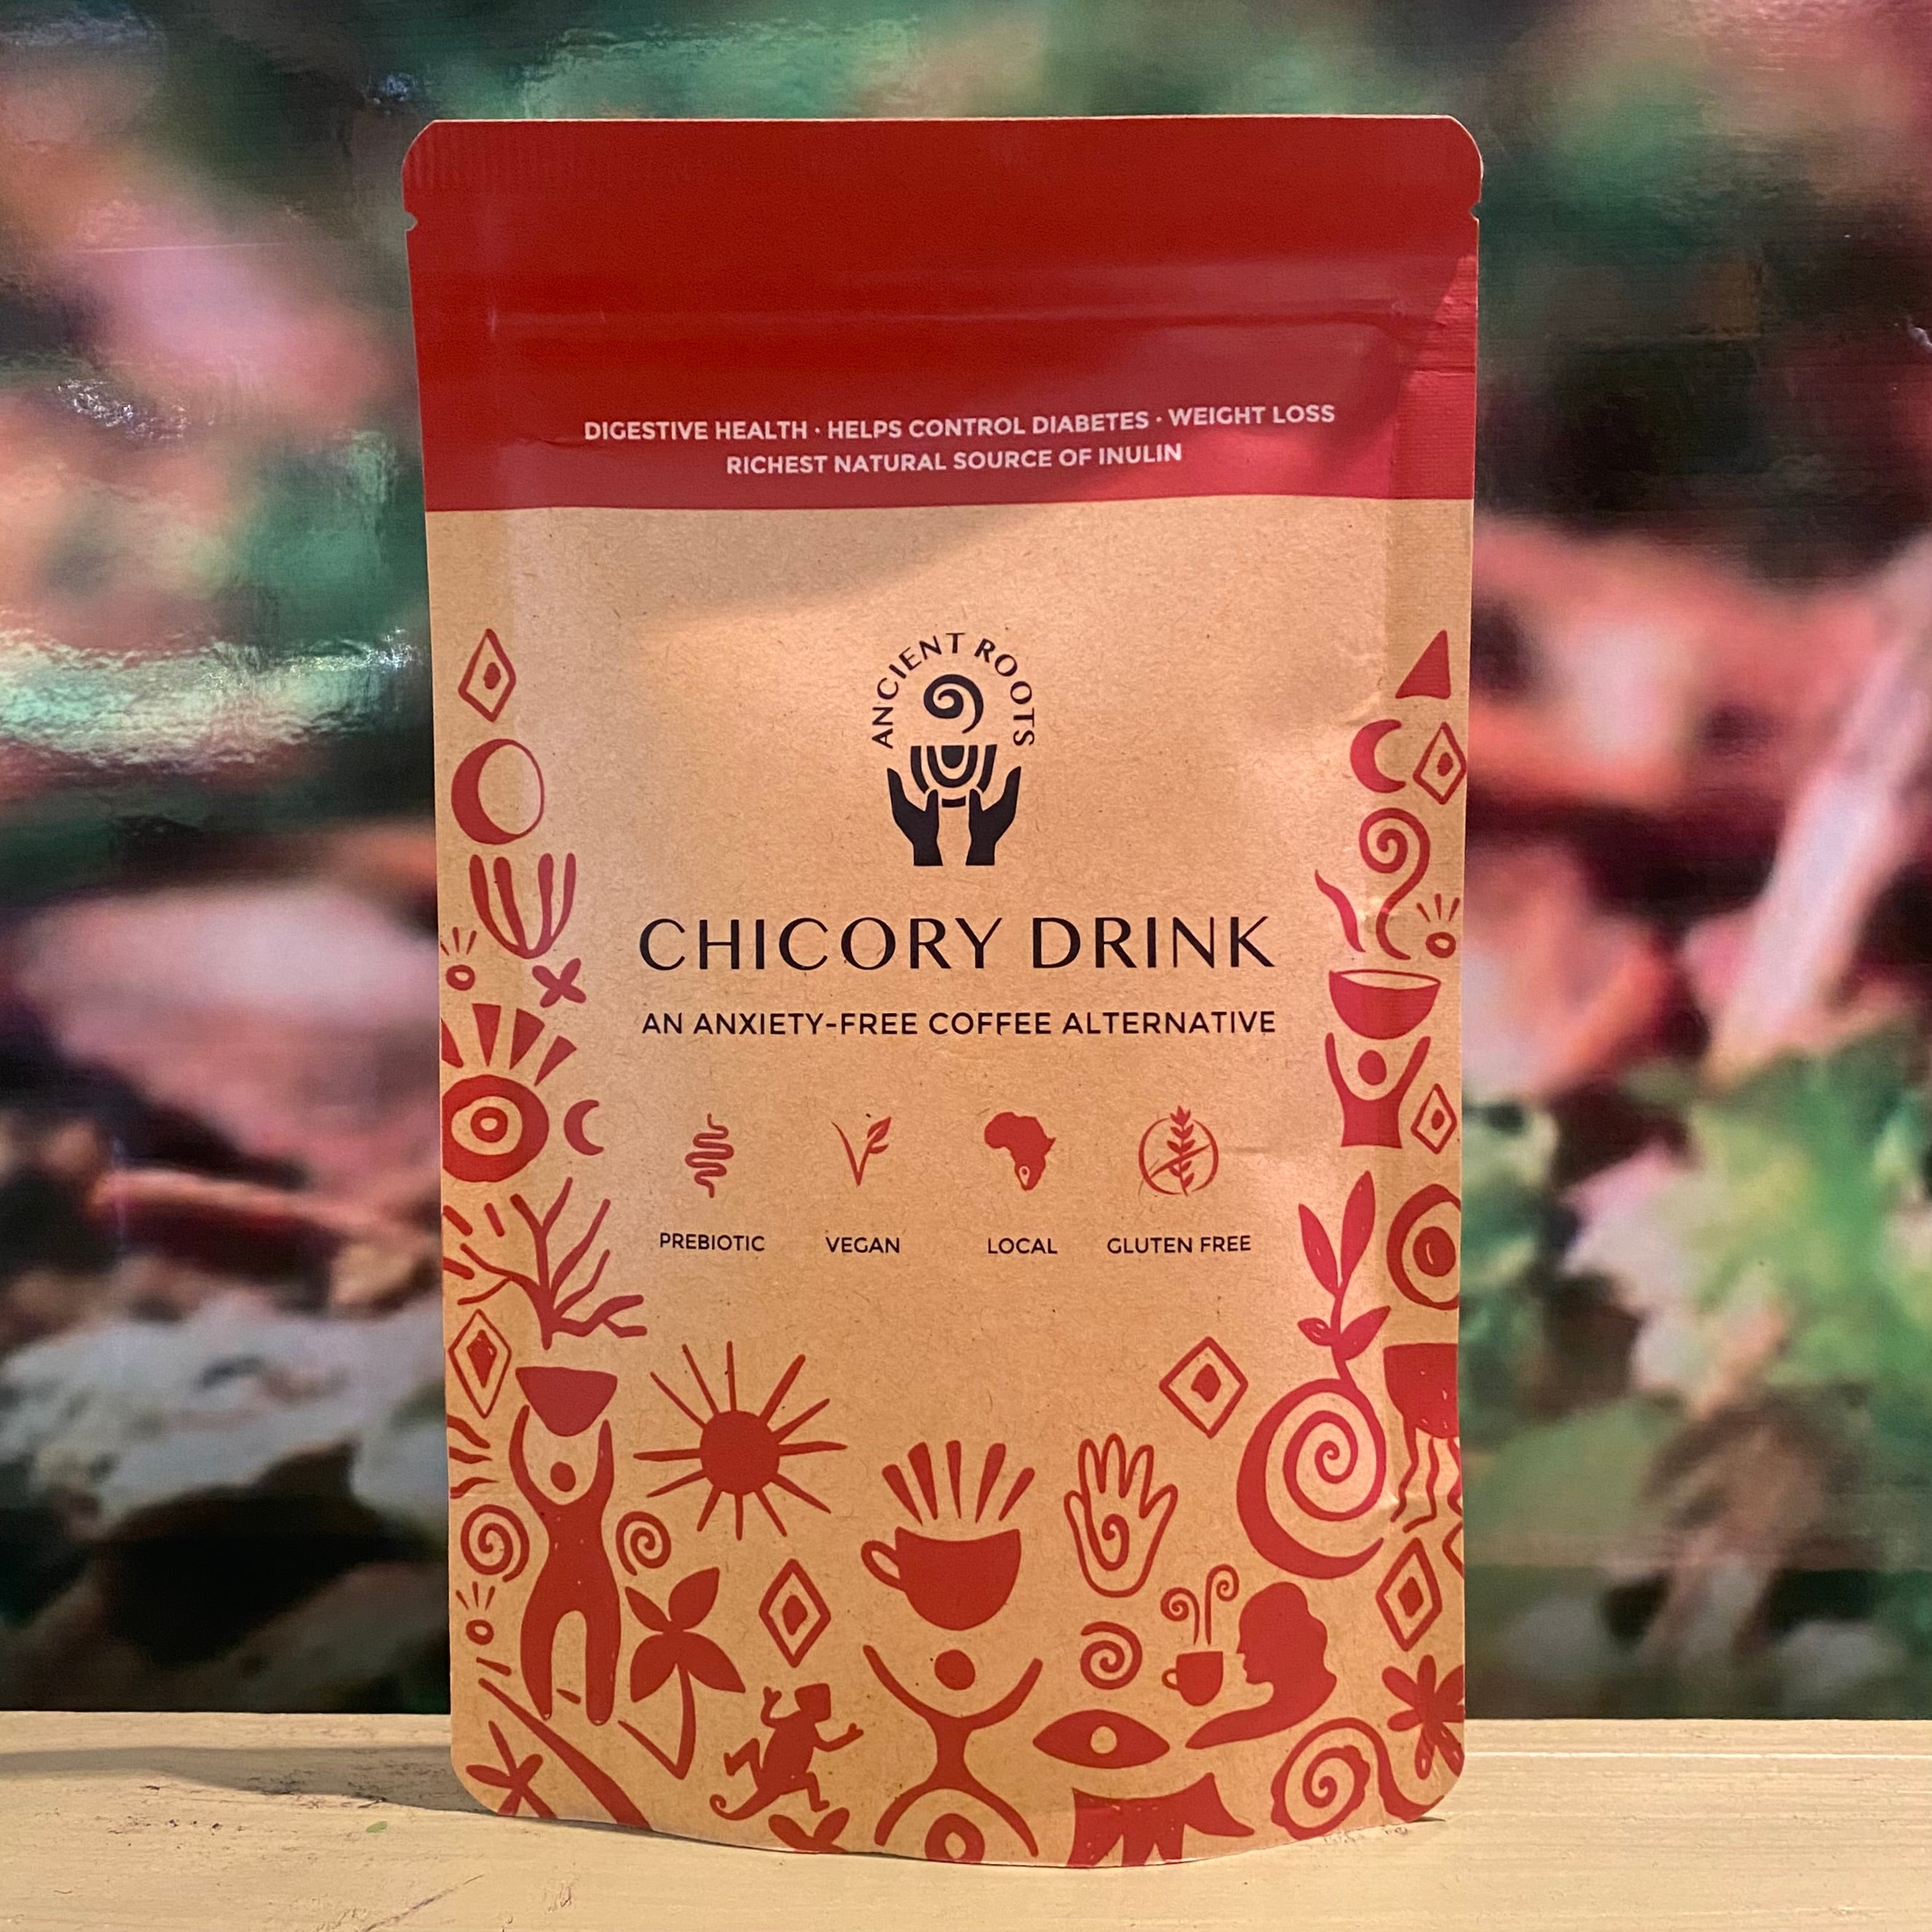 DIGESTIVE HEALTH · HELPS CONTROL DIABETES · WEIGHT LOSS
RICHEST NATURAL SOURCE OF INULIN
ANCIENT ROOTS
CHICORY DRINK
AN ANXIETY-FREE COFFEE ALTERNATIVE
PREBIOTIC VEGAN LOCAL GLUTEN FREE